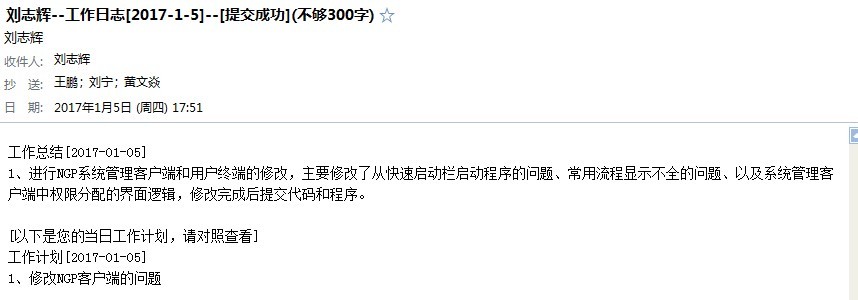 刘志辉--工作日志[2017-1-5]--[提交成功](不够300字) ☆
刘志辉
收件人: 刘志辉
抄 送: 王鹏; 刘宁; 黄文焱
日 期: 2017年1月5日 (周四) 17:51
工作总结[2017-01-05]
1、进行NGP系统管理客户端和用户终端的修改，主要修改了从快速启动栏启动程序的问题、常用流程显示不全的问题、以及系统管理客
户端中权限分配的界面逻辑，修改完成后提交代码和程序。
[以下是您的当日工作计划，请对照查看]
工作计划[2017-01-05]
1、修改NGP客户端的问题